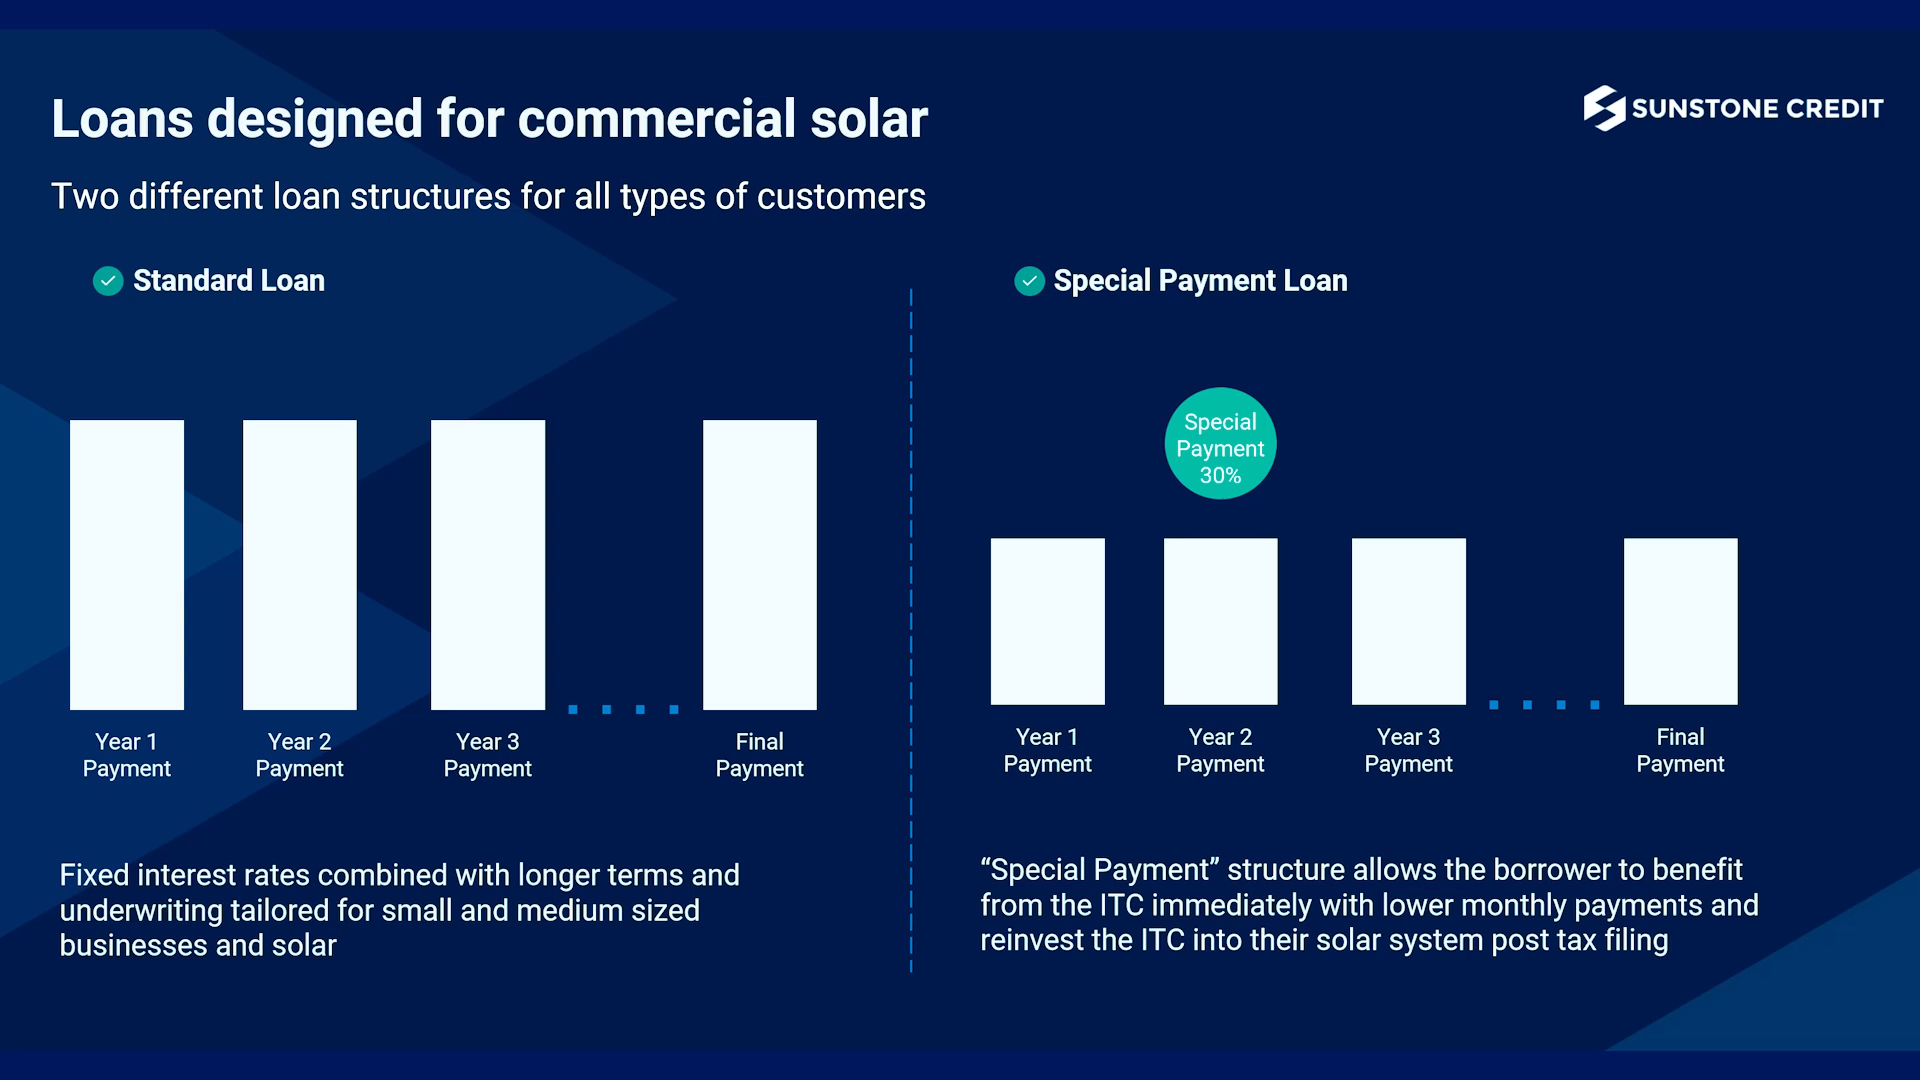 Loans designed for commercial solar
SUNSTONE CREDIT
Two different loan structures for all types of customers
Standard Loan
Year 1
Payment
Year 2
Payment
Year 3
Payment
Final
Payment
Fixed interest rates combined with longer terms and
underwriting tailored for small and medium sized
businesses and solar
Special Payment Loan
Special
Payment
30%
Year 1
Payment
Year 2
Payment
Year 3
Payment
Final
Payment
“Special Payment” structure allows the borrower to benefit
from the ITC immediately with lower monthly payments and
reinvest the ITC into their solar system post tax filing